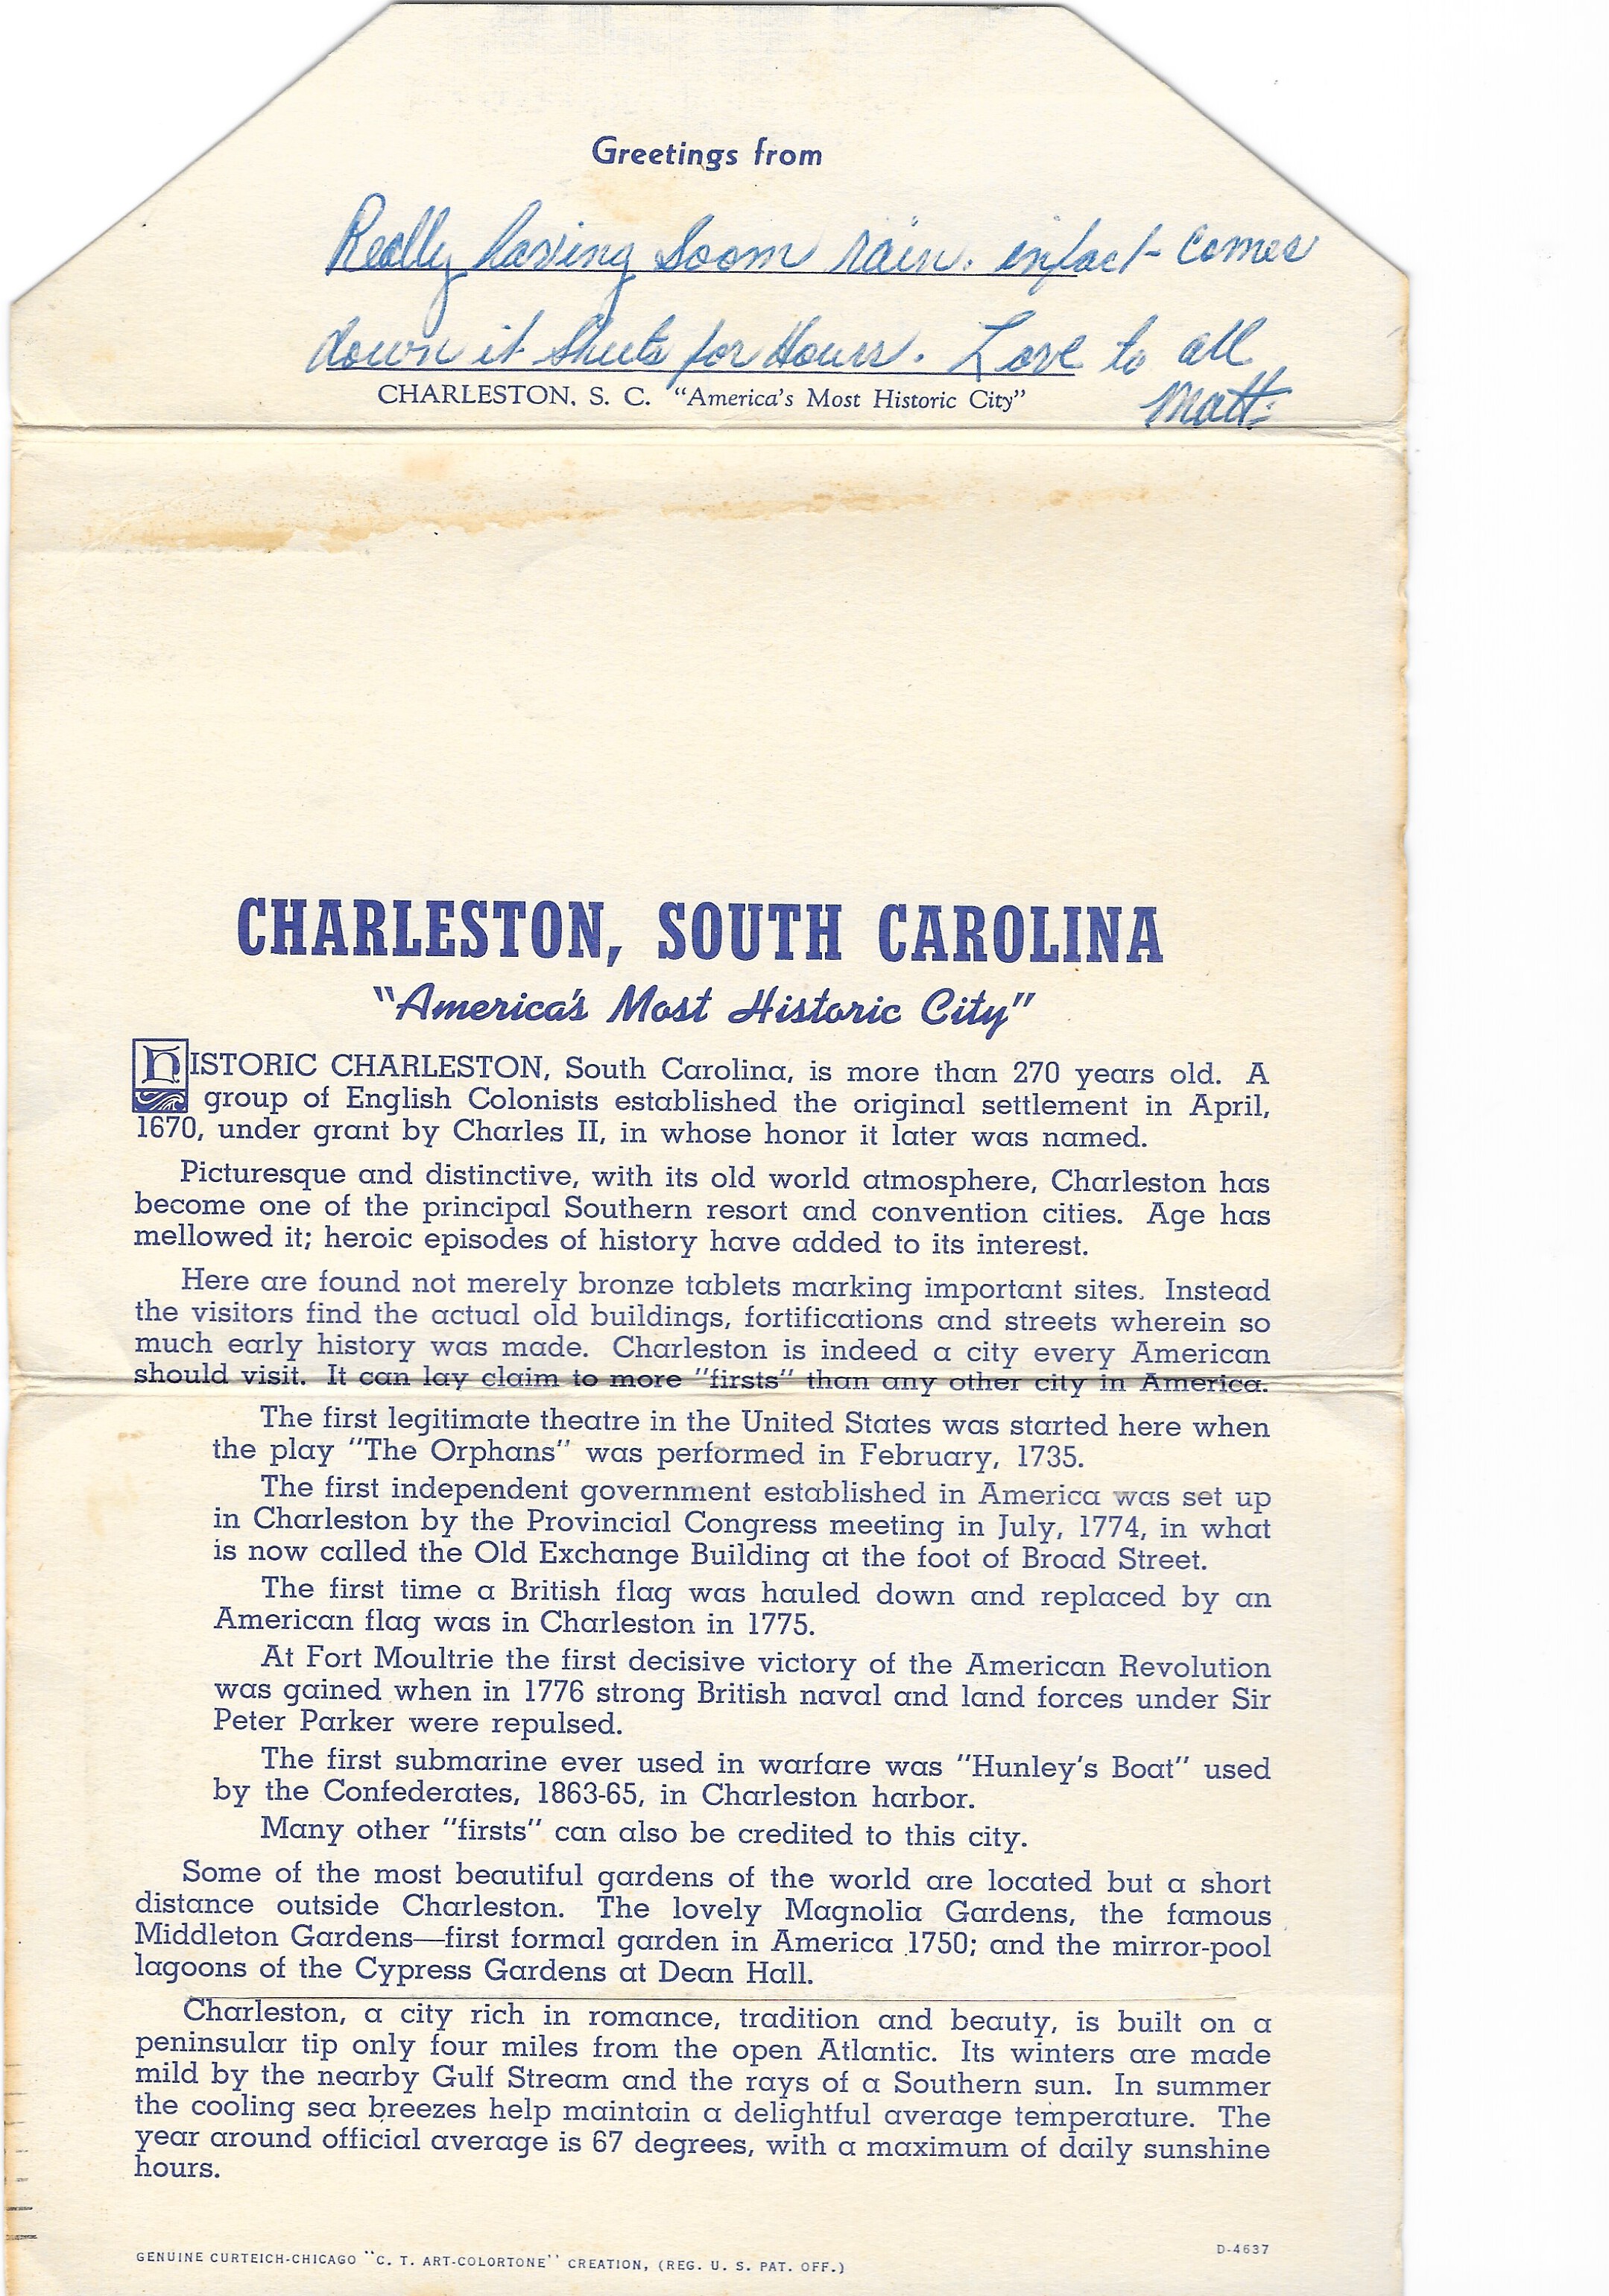 Greetings from
Really having Soom rain. infact- comes
down it Sheets for Hours. Love to all
Matt.
CHARLESTON, S. C. "America's Most Historic City"
CHARLESTON, SOUTH CAROLINA
"America's Most Historic City"
HISTORIC CHARLESTON, South Carolina, is more than 270 years old. A
group of English Colonists established the original settlement in April,
1670, under grant by Charles II, in whose honor it later was named.
Picturesque and distinctive, with its old world atmosphere, Charleston has
become one of the principal Southern resort and convention cities. Age has
mellowed it; heroic episodes of history have added to its interest.
Here are found not merely bronze tablets marking important sites. Instead
the visitors find the actual old buildings, fortifications and streets wherein so
much early history was made. Charleston is indeed a city every American
should visit. It can lay claim to more "firsts" than any other city in America.
The first legitimate theatre in the United States was started here when
the play "The Orphans" was performed in February, 1735.
The first independent government established in America was set up
in Charleston by the Provincial Congress meeting in July, 1774, in what
is now called the Old Exchange Building at the foot of Broad Street.
The first time a British flag was hauled down and replaced by an
American flag was in Charleston in 1775.
At Fort Moultrie the first decisive victory of the American Revolution
was gained when in 1776 strong British naval and land forces under Sir
Peter Parker were repulsed.
The first submarine ever used in warfare was "Hunley's Boat" used
by the Confederates, 1863-65, in Charleston harbor.
Many other "firsts" can also be credited to this city.
Some of the most beautiful gardens of the world are located but a short
distance outside Charleston. The lovely Magnolia Gardens, the famous
Middleton Gardens—first formal garden in America 1750; and the mirror-pool
lagoons of the Cypress Gardens at Dean Hall.
Charleston, a city rich in romance, tradition and beauty, is built on a
peninsular tip only four miles from the open Atlantic. Its winters are made
mild by the nearby Gulf Stream and the rays of a Southern sun. In summer
the cooling sea breezes help maintain a delightful average temperature. The
year around official average is 67 degrees, with a maximum of daily sunshine
hours.
GENUINE CURTEICH-CHICAGO "C. T. ART-COLORTONE" CREATION, (REG. U. S. PAT. OFF.)
D-4637